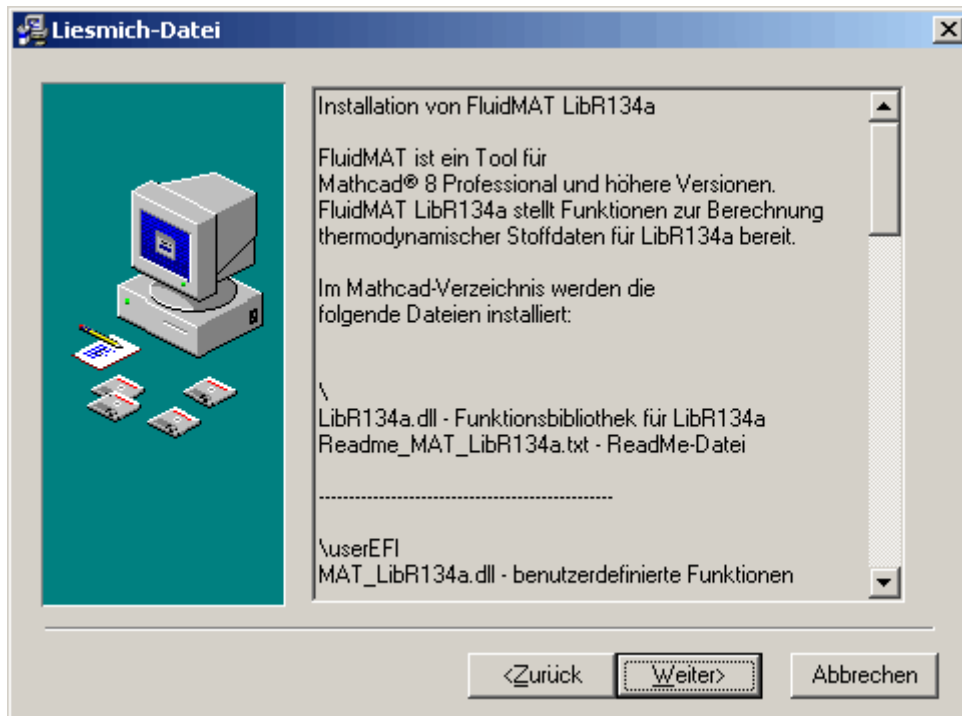 Liesmich-Datei
Installation von FluidMAT LibR134a
FluidMAT ist ein Tool für
Mathcad® 8 Professional und höhere Versionen.
FluidMAT LibR134a stellt Funktionen zur Berechnung
thermodynamischer Stoffdaten für LibR134a bereit.
Im Mathcad-Verzeichnis werden die
folgende Dateien installiert:
\
LibR134a.dll - Funktionsbibliothek für LibR134a
Readme_MAT_LibR134a.txt - ReadMe-Datei
-------------------------------------------------
\userEFI
MAT_LibR134a.dll - benutzerdefinierte Funktionen
<Zurück Weiter> Abbrechen